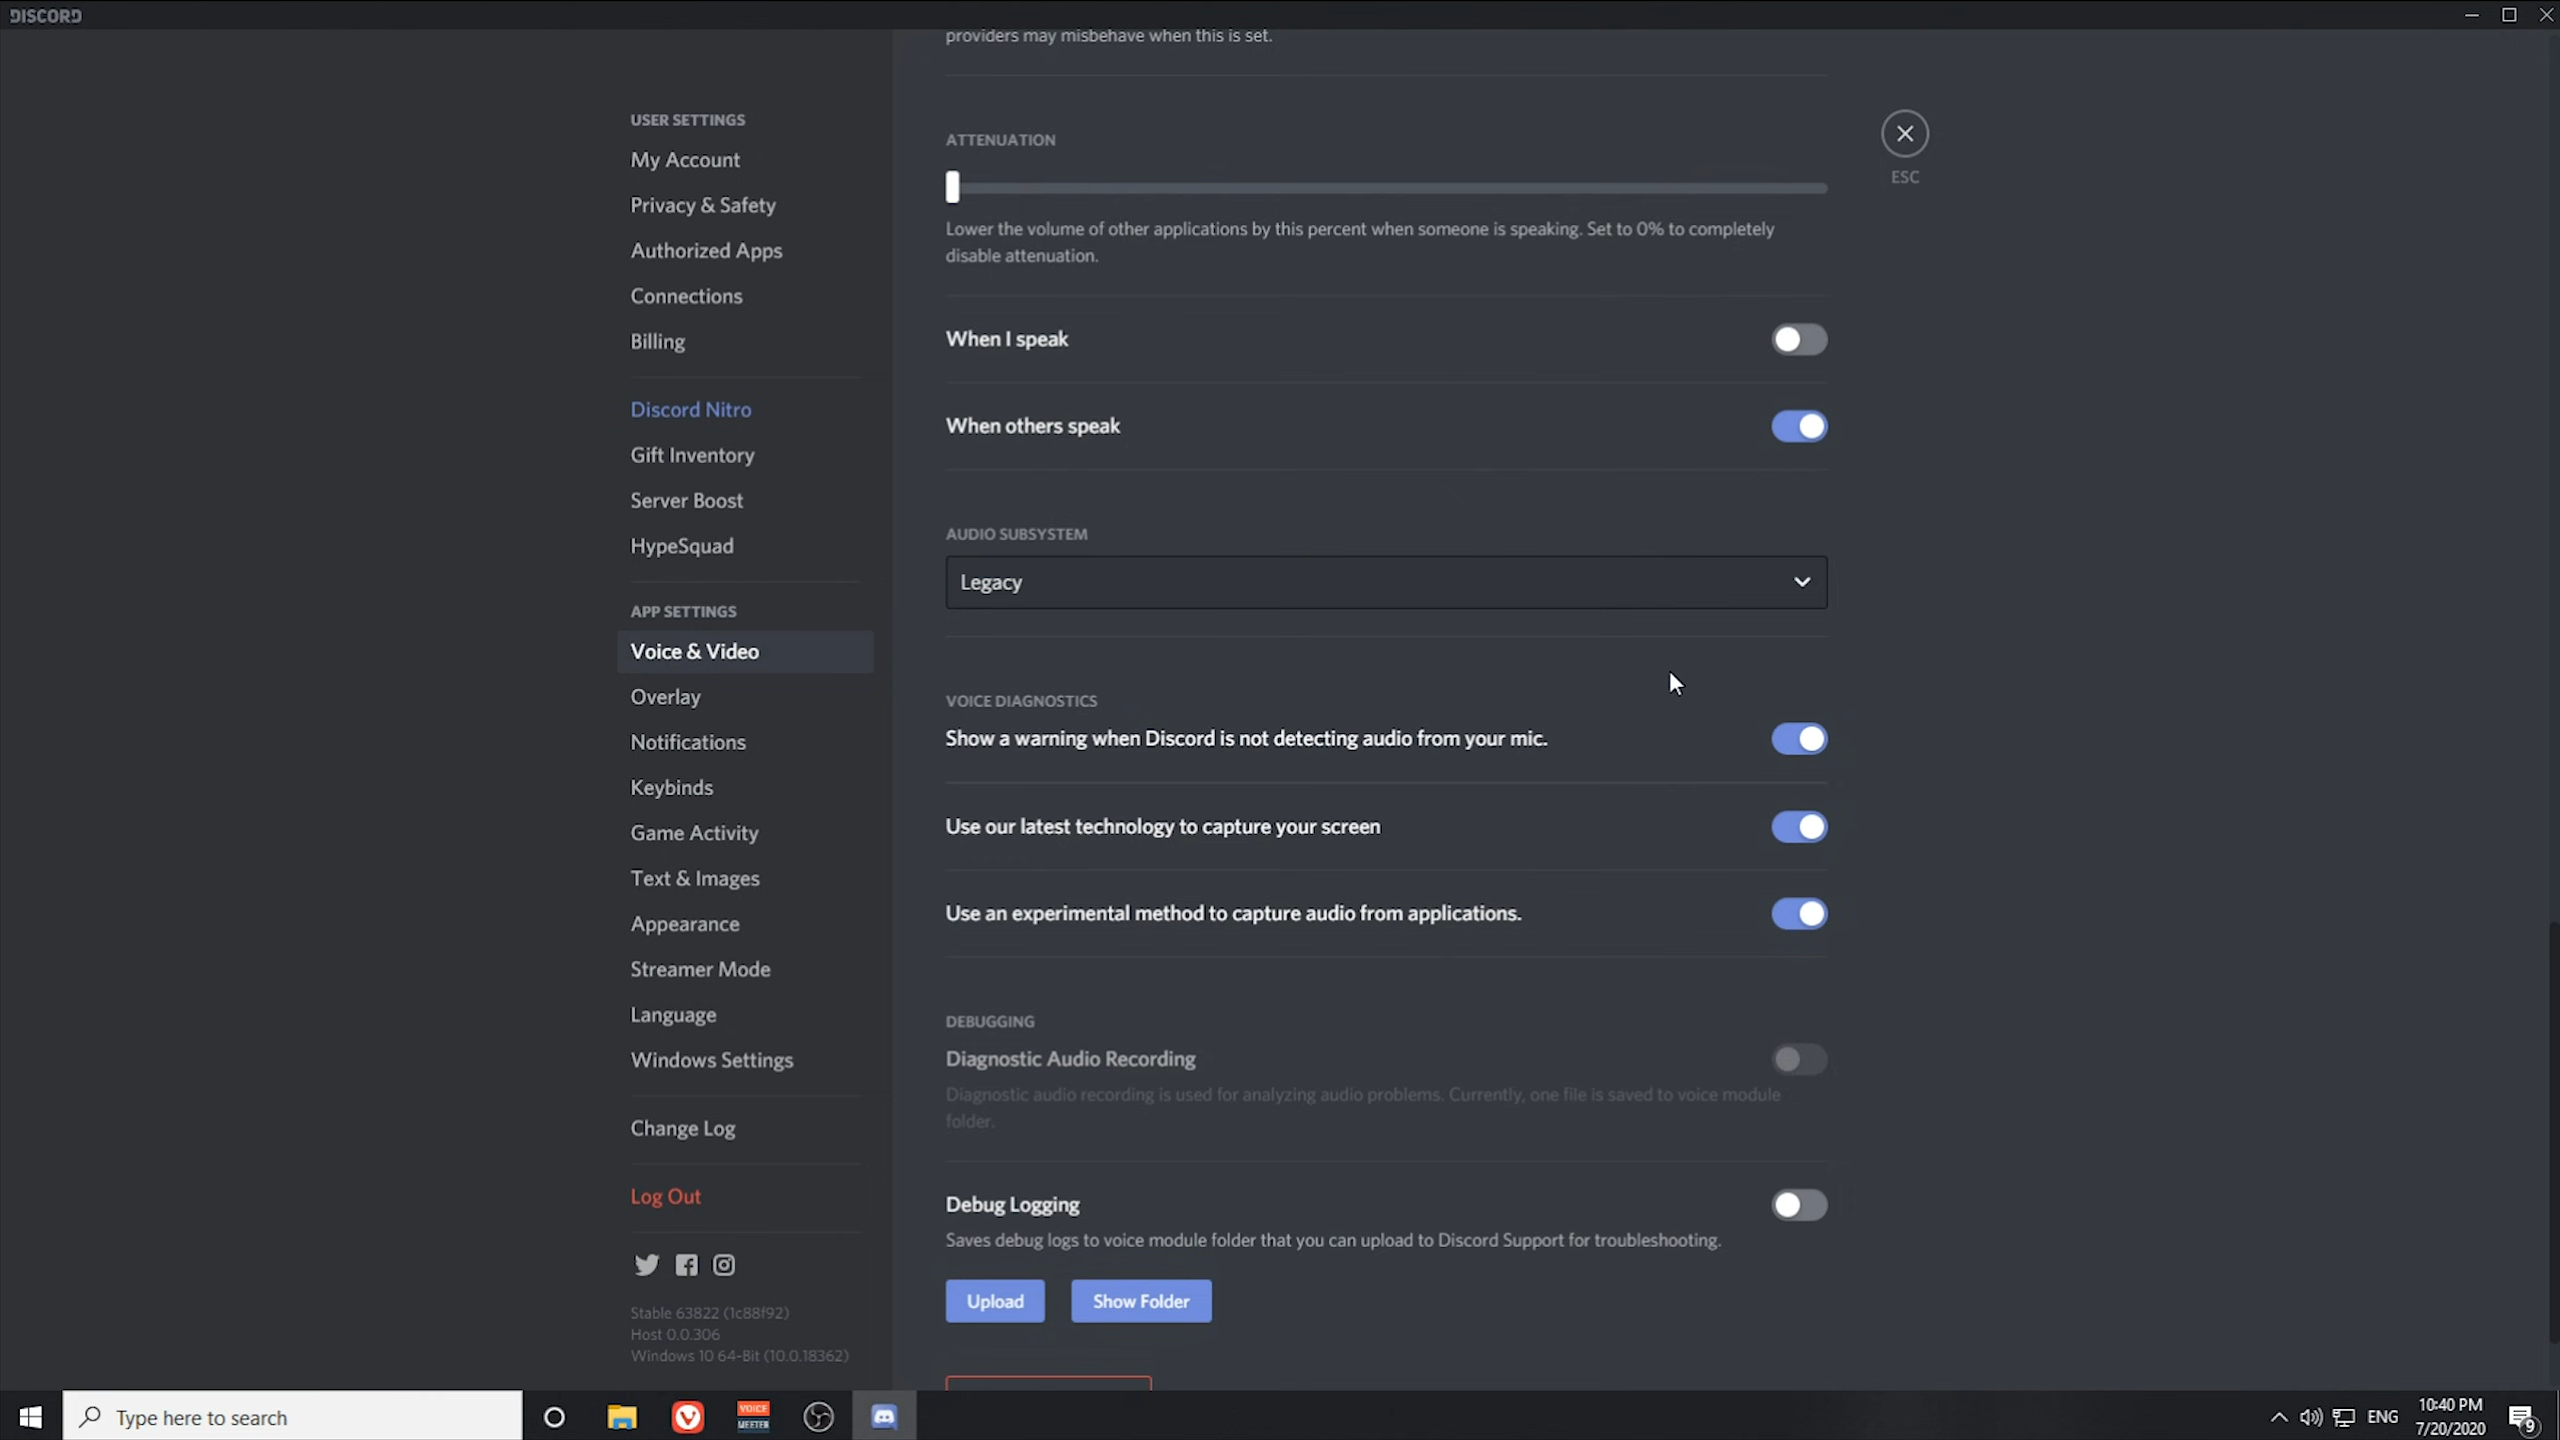 DISCORD
providers may misbehave when this is set.
USER SETTINGS
My Account
Privacy & Safety
Authorized Apps
Connections
Billing
Discord Nitro
Gift Inventory
Server Boost
HypeSquad
APP SETTINGS
Voice & Video
Overlay
Notifications
Keybinds
Game Activity
Text & Images
Appearance
Streamer Mode
Language
Windows Settings
Change Log
Log Out
Stable 63822 (1c88f92)
Host 0.0.306
Windows 10 64-Bit (10.0.18362)
ATTENUATION
Lower the volume of other applications by this percent when someone is speaking. Set to 0% to completely
disable attenuation.
When I speak
When others speak
AUDIO SUBSYSTEM
Legacy
VOICE DIAGNOSTICS
Show a warning when Discord is not detecting audio from your mic.
Use our latest technology to capture your screen
Use an experimental method to capture audio from applications.
DEBUGGING
Diagnostic Audio Recording
Diagnostic audio recording is used for analyzing audio problems. Currently, one file is saved to voice module
folder.
Debug Logging
Saves debug logs to voice module folder that you can upload to Discord Support for troubleshooting.
Upload
Show Folder
ESC
Type here to search
VOICE
MEETER
ENG
10:40 PM
7/20/2020
9